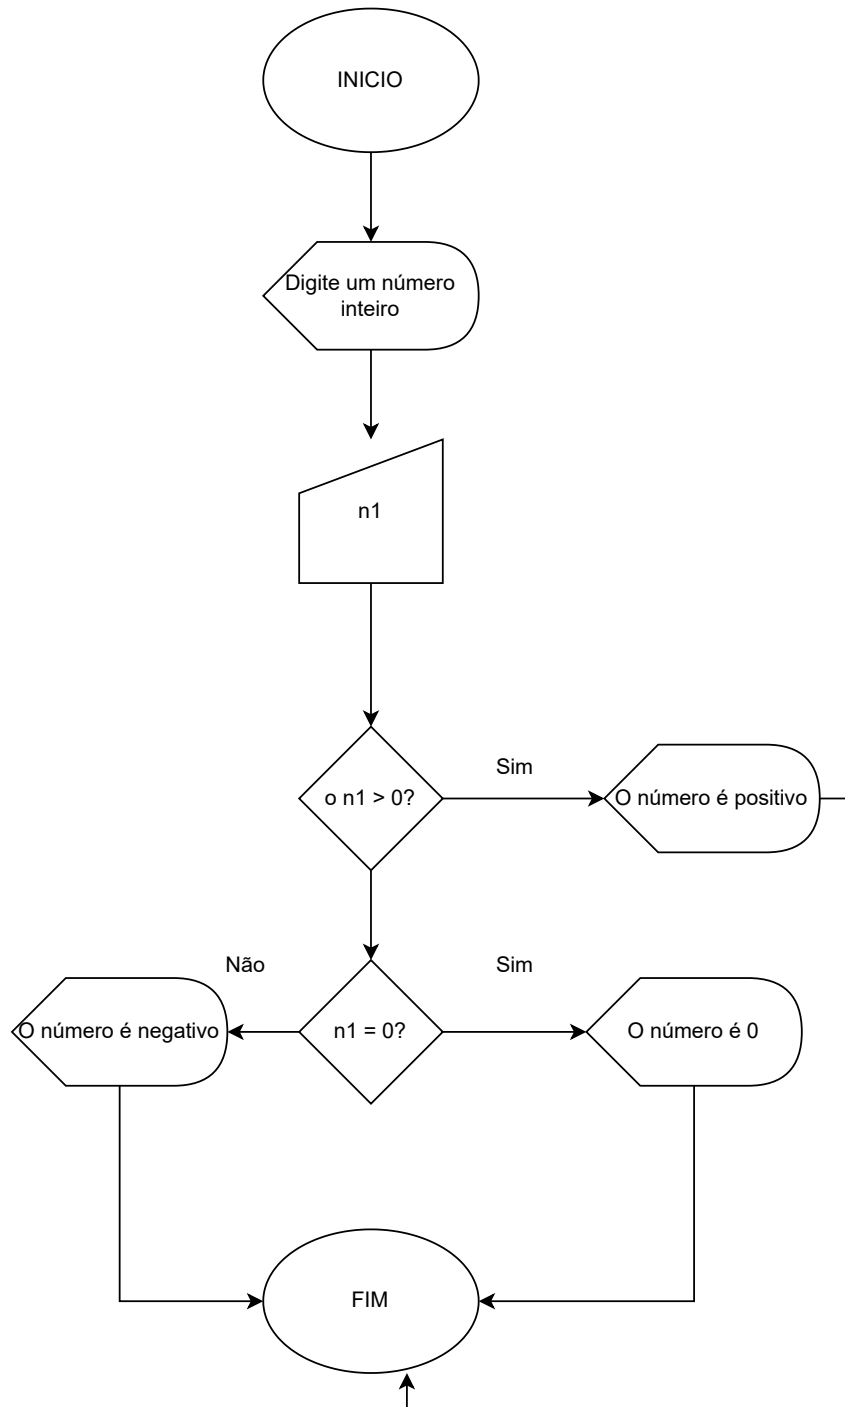 INICIO
Digite um número
inteiro
n1
o n1 > 0?
Sim
O número é positivo
Não
Sim
O número é negativo
n1 = 0?
O número é 0
FIM